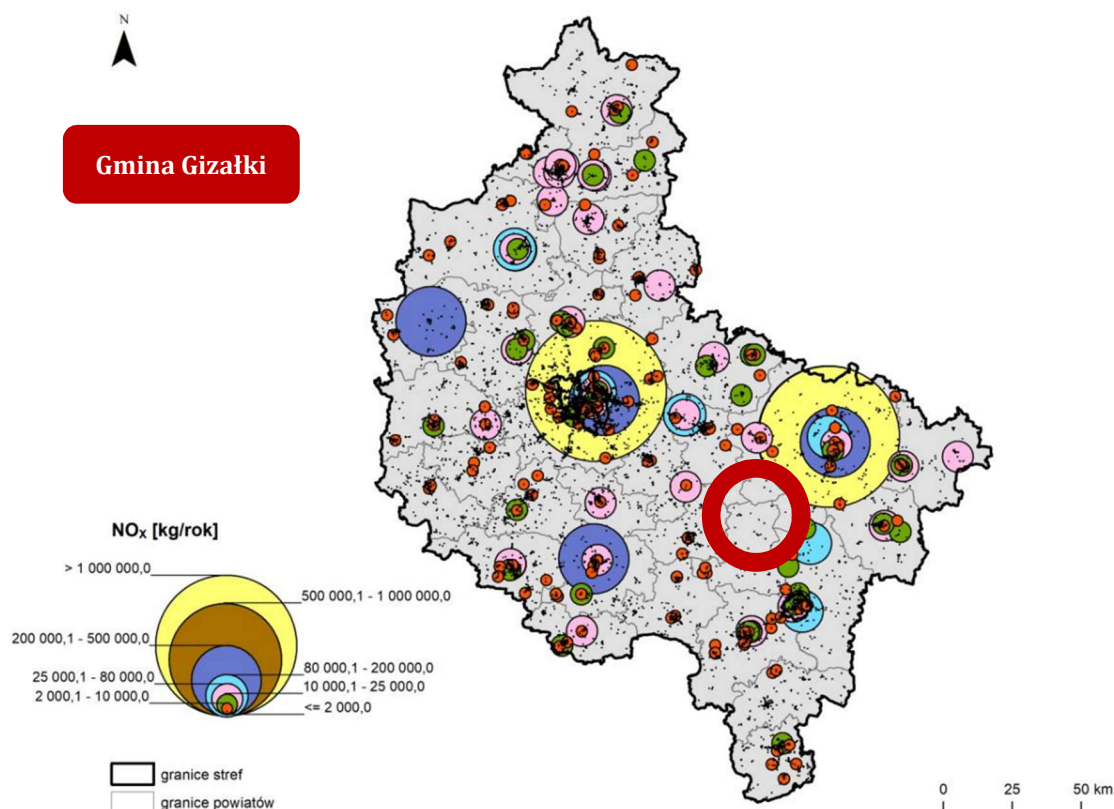 N
Gmina Gizałki
NOx [kg/rok]
> 1 000 000,0
500 000,1 - 1 000 000,0
200 000,1 - 500 000,0
80 000,1 - 200 000,0
25 000,1 - 80 000,0
10 000,1 - 25 000,0
2 000,1 - 10 000,0
<= 2 000,0
granice stref
granice powiatów
0 25 50 km